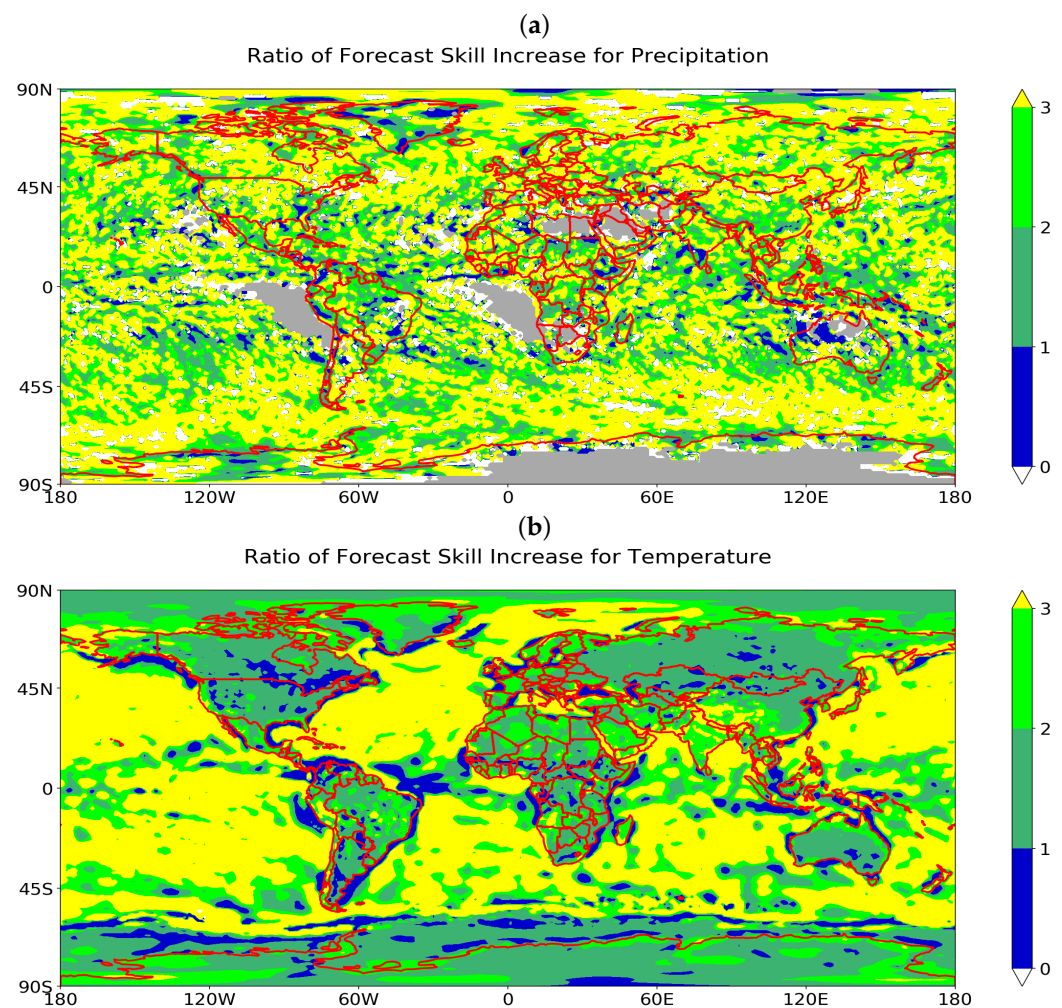 (a)
Ratio of Forecast Skill Increase for Precipitation
90N
45N
0
45S
90S
180 120W 60W 0 60E 120E 180
3
2
1
0
(b)
Ratio of Forecast Skill Increase for Temperature
90N
45N
0
45S
90S
180 120W 60W 0 60E 120E 180
3
2
1
0